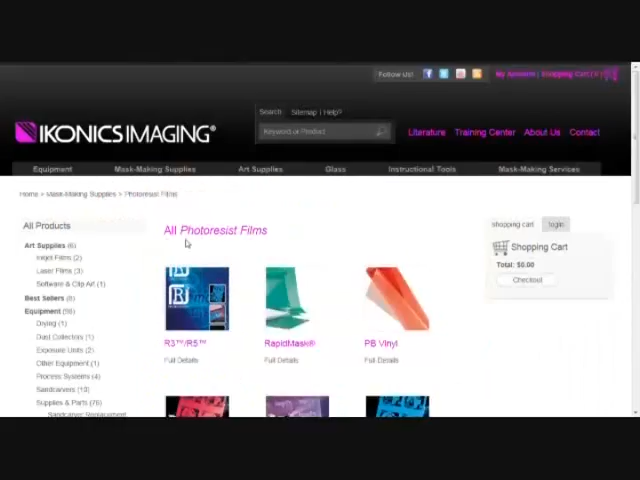 Follow Us!
My Account | Shopping Cart
IKONICS IMAGING®
Search Sitemap | Help?
Keyword or Product
Literature Training Center About Us Contact
Equipment Mask-Making Supplies Art Supplies Glass Instructional Tools Mask-Making Services
Home > Mask-Making Supplies > Photoresist Films
All Products
Art Supplies (6)
Inkjet Films (2)
Laser Films (3)
Software & Clip Art (1)
Best Sellers (8)
Equipment
Drying (1)
Dust Collectors (1)
Exposure Units (2)
Other Equipment (1)
Process Systems (4)
Sandcarvers
Supplies & Parts (76)
Sandcarver Replacement
All Photoresist Films
R3™/R5™
Full Details
RapidMask®
Full Details
PB Vinyl
Full Details
shopping cart login
Shopping Cart
Total: $0.00
Checkout